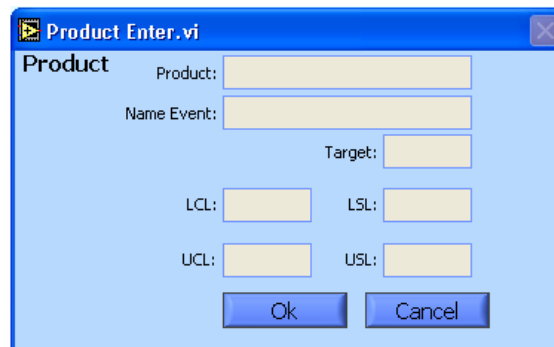 Product Enter.vi
Product
Product:
Name Event:
Target:
LCL: LSL:
UCL: USL:
Ok Cancel